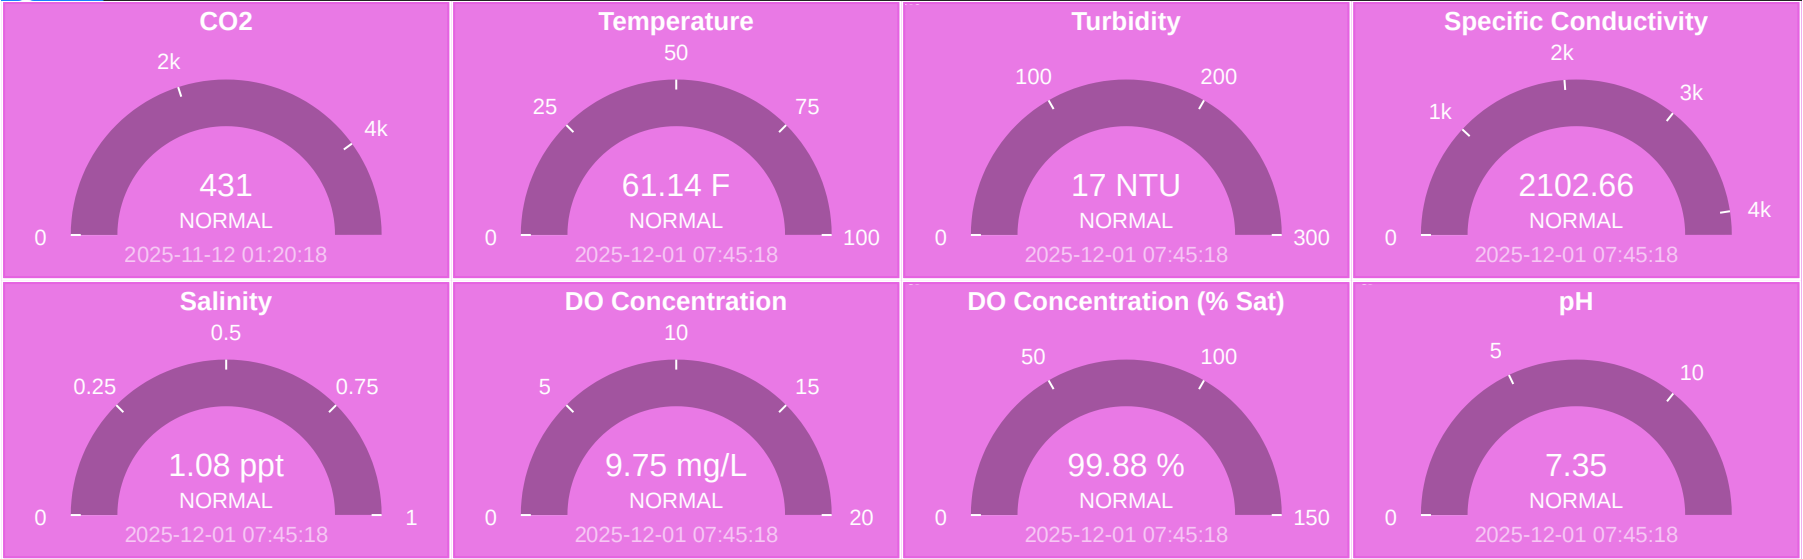 CO2
2k
4k
0
431
NORMAL
2025-11-12 01:20:18
Temperature
50
25
75
0
100
61.14 F
NORMAL
2025-12-01 07:45:18
Turbidity
100
200
0
300
17 NTU
NORMAL
2025-12-01 07:45:18
Specific Conductivity
2k
1k
3k
0
4k
2102.66
NORMAL
2025-12-01 07:45:18
Salinity
0.5
0.25
0.75
0
1
1.08 ppt
NORMAL
2025-12-01 07:45:18
DO Concentration
10
5
15
0
20
9.75 mg/L
NORMAL
2025-12-01 07:45:18
DO Concentration (% Sat)
50
100
0
150
99.88 %
NORMAL
2025-12-01 07:45:18
pH
5
10
0
7.35
NORMAL
2025-12-01 07:45:18